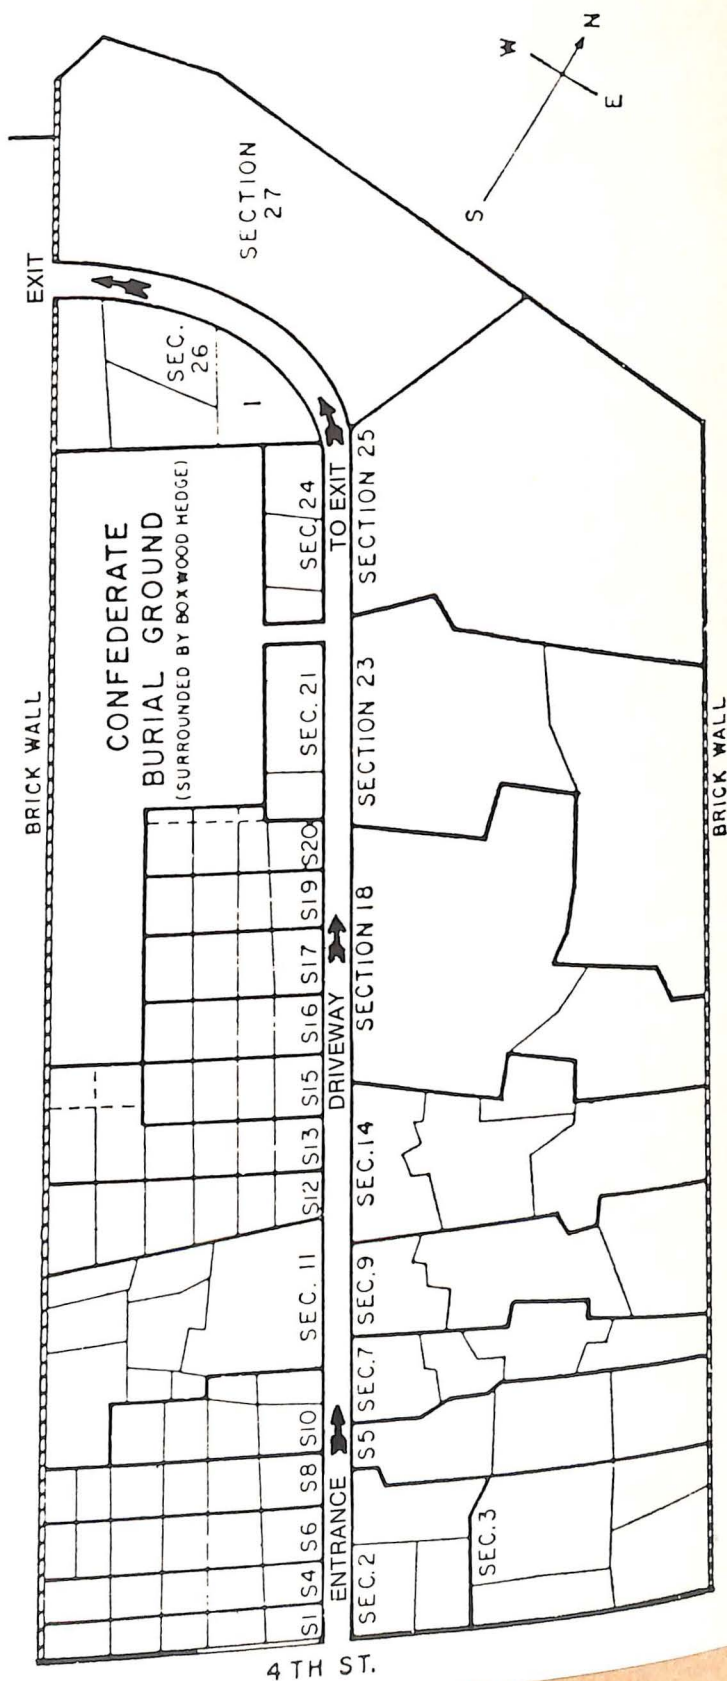 W
N
S
E
EXIT
SECTION
27
SEC.
26
I
BRICK WALL
CONFEDERATE
BURIAL GROUND
(SURROUNDED BY BOXWOOD HEDGE)
SEC. 24
TO EXIT
SECTION 25
SEC. 21
SECTION 23
S20
S19
S17
S16
S15
S13
S12
DRIVEWAY
SECTION 18
SEC. 14
SEC. 11
SEC. 9
SEC. 7
S10
S8
S6
S4
S1
S5
ENTRANCE
SEC. 2
SEC. 3
BRICK WALL
4TH ST.